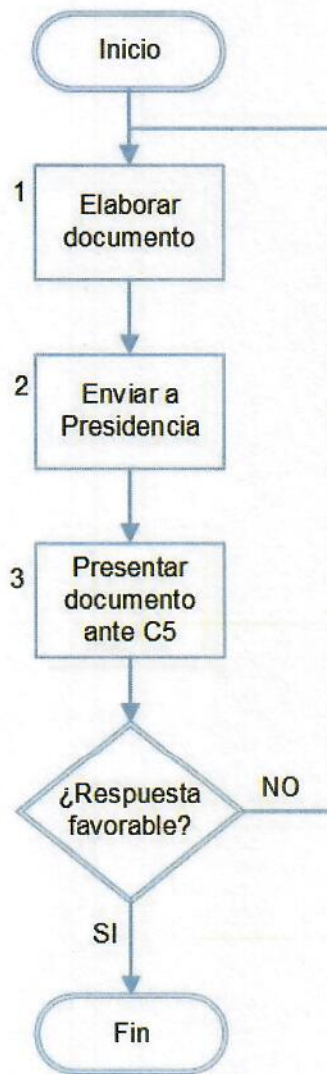 Inicio
1
Elaborar
documento
2
Enviar a
Presidencia
3
Presentar
documento
ante C5
¿Respuesta
favorable?
NO
SI
Fin